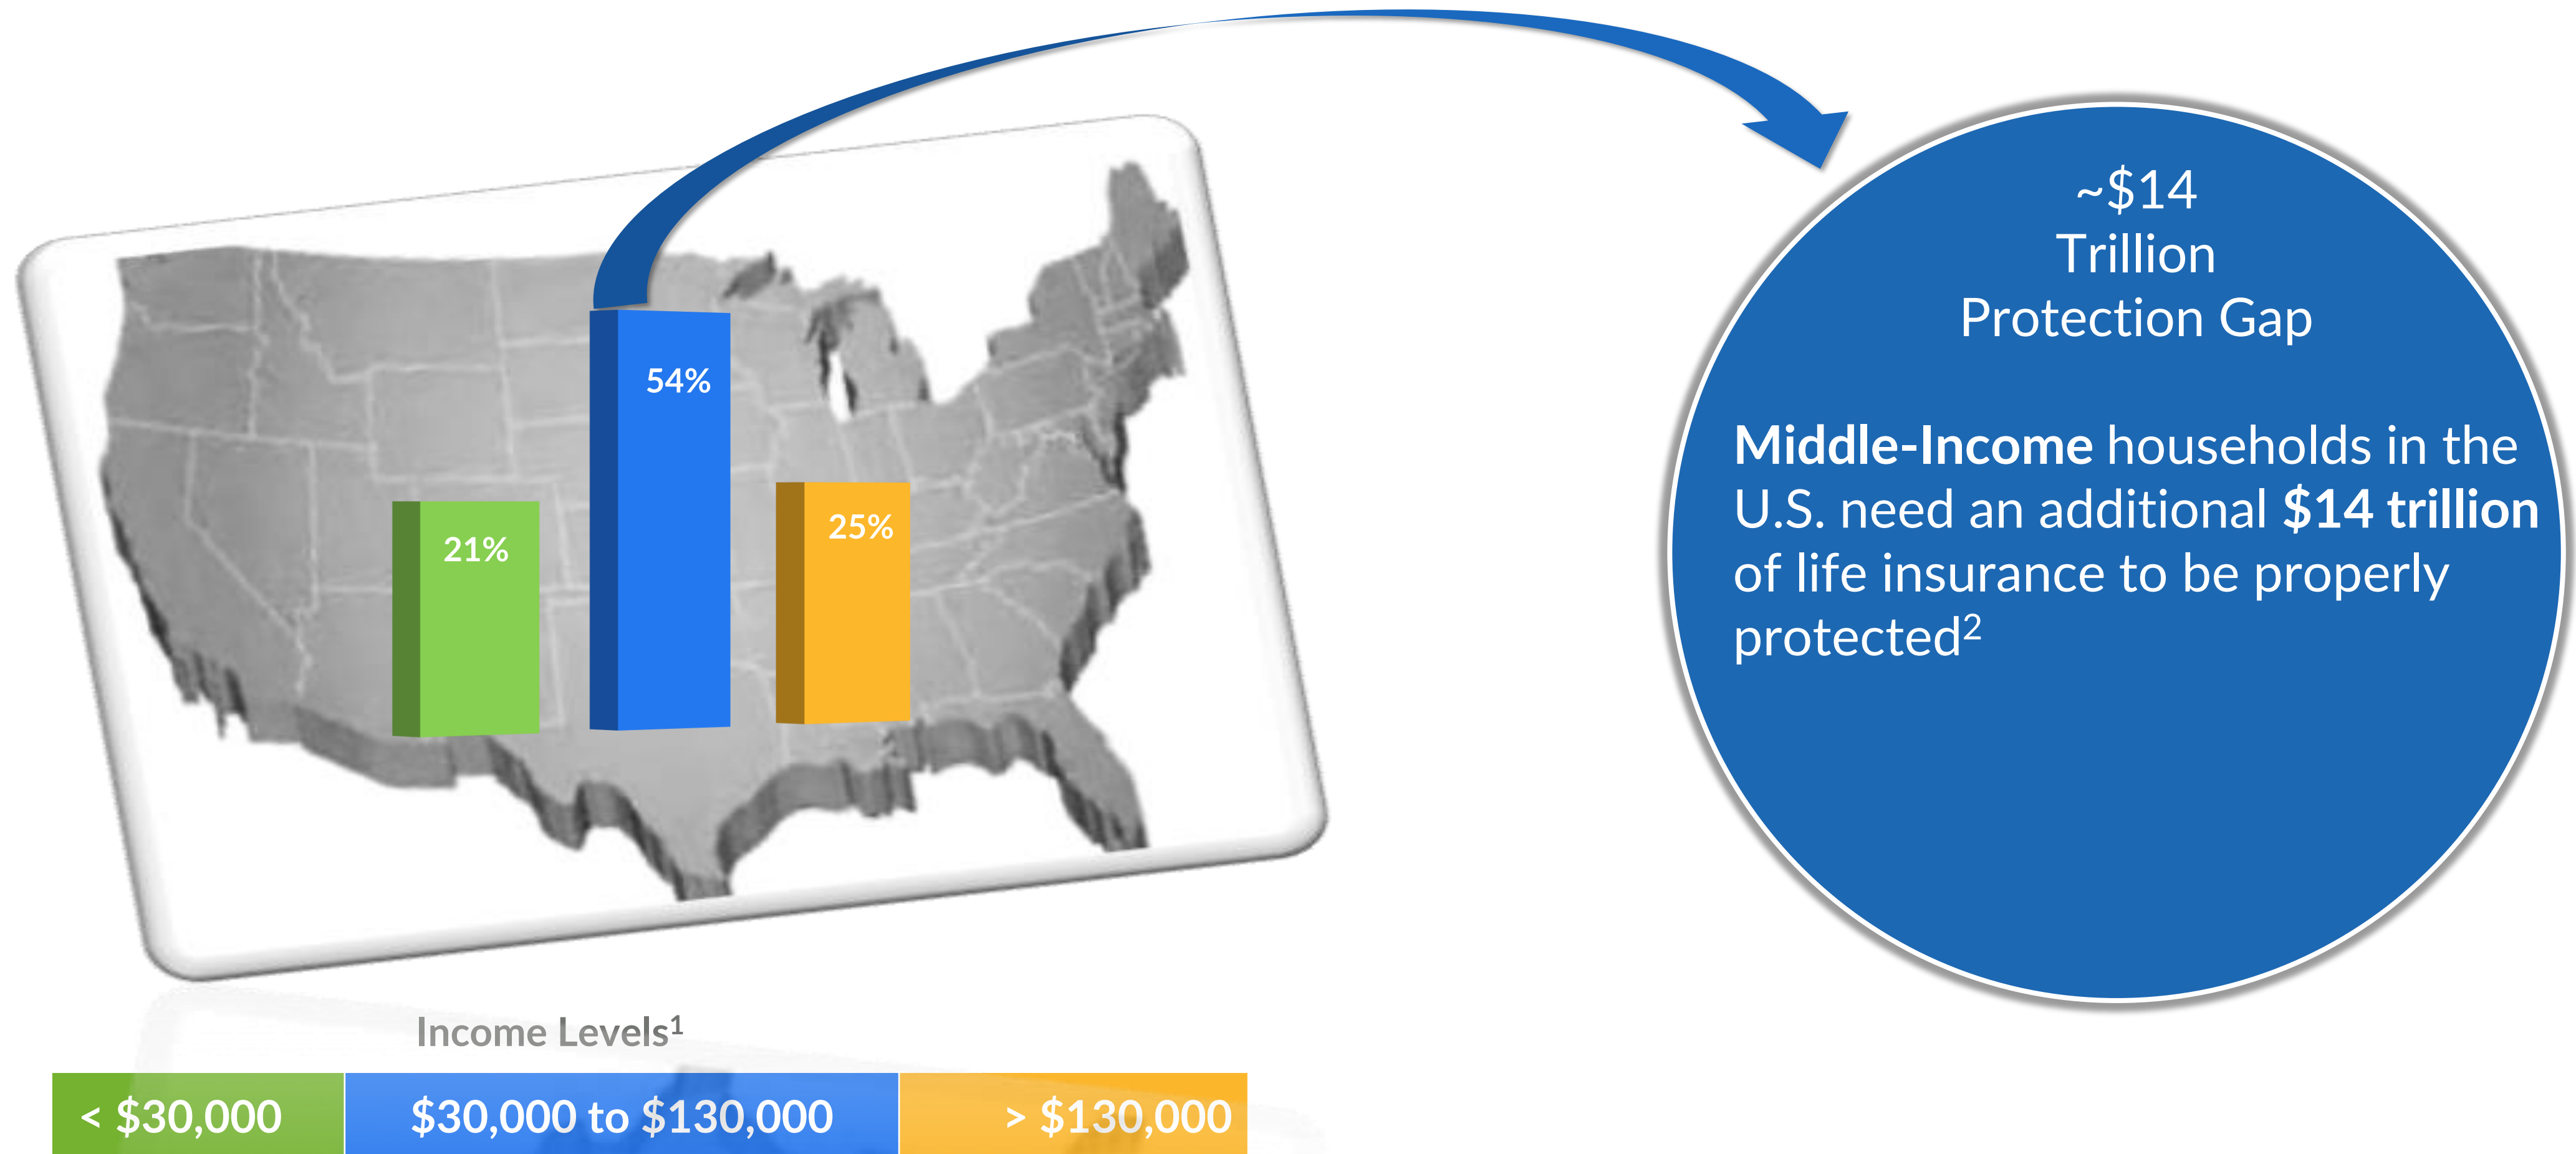 54%
21%
25%
Income Levels¹
< $30,000
$30,000 to $130,000
> $130,000
~$14
Trillion
Protection Gap
Middle-Income households in the
U.S. need an additional $14 trillion
of life insurance to be properly
protected²